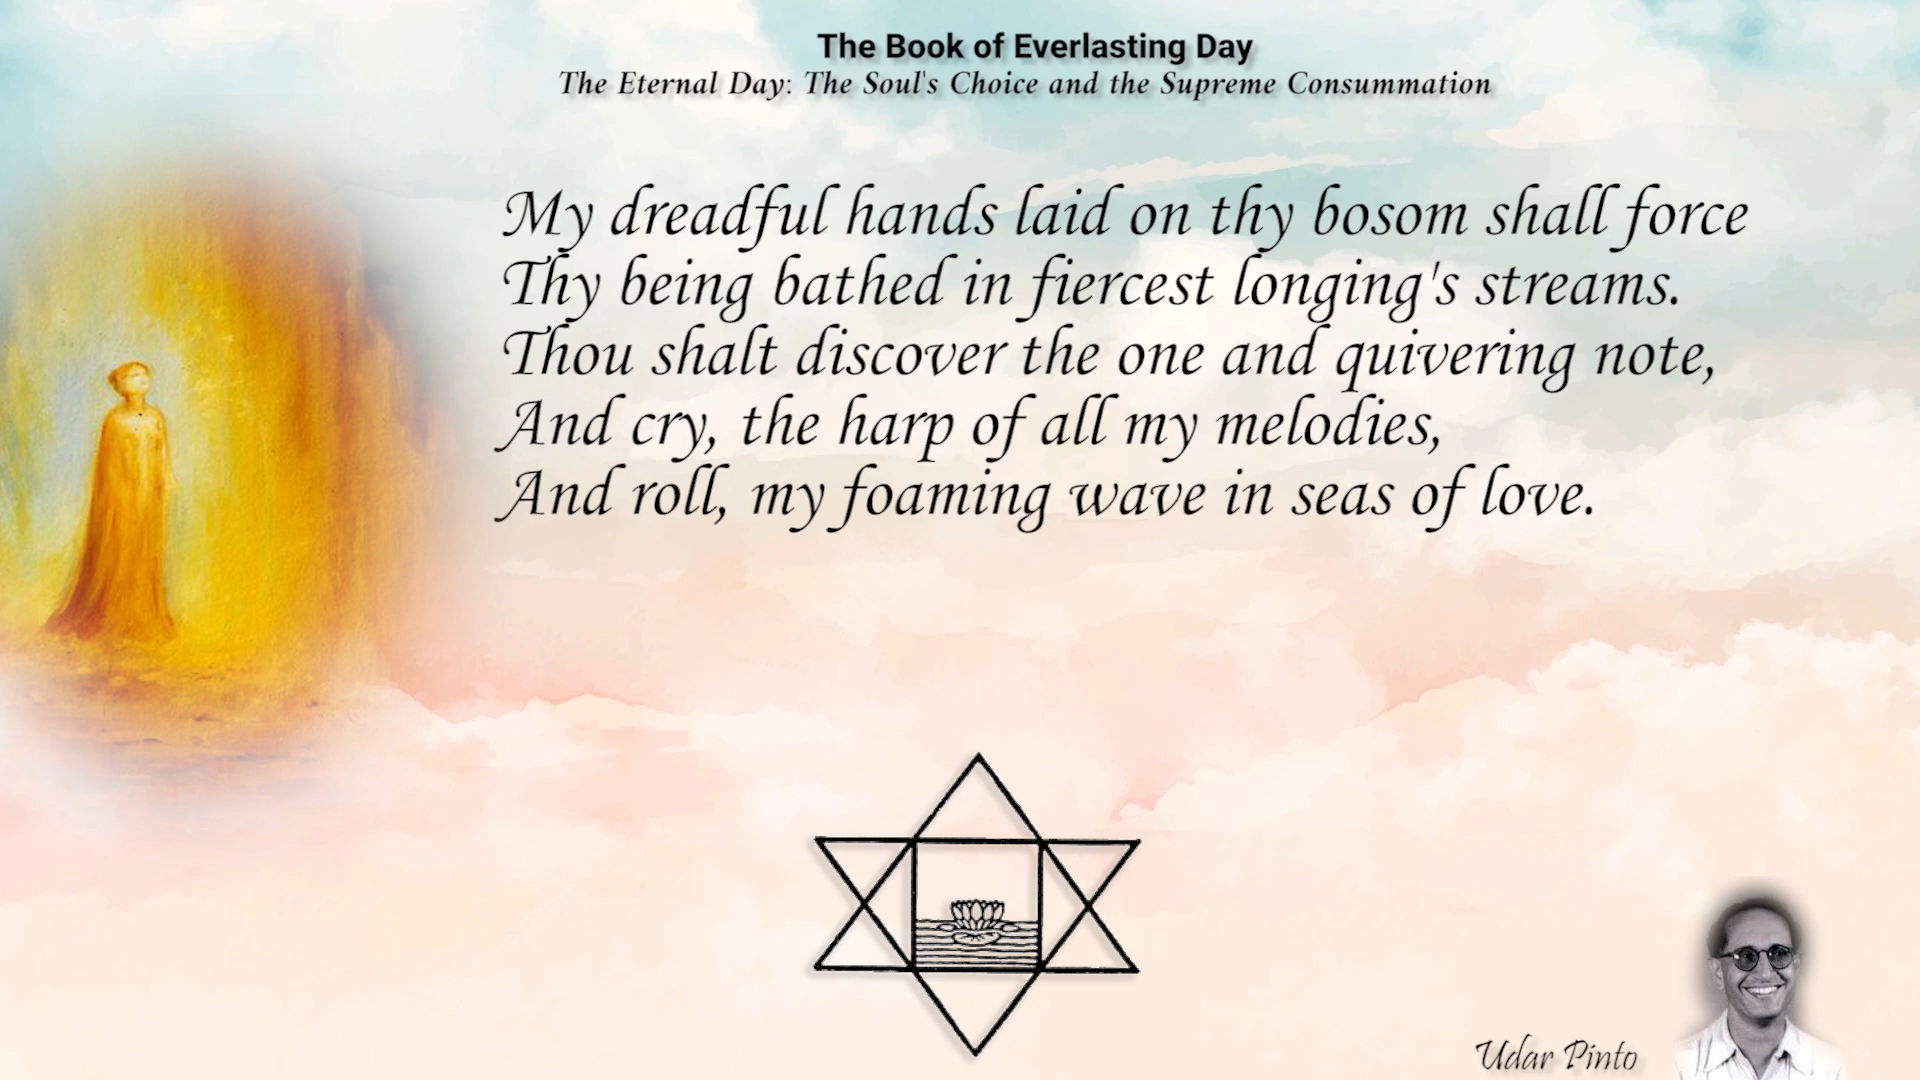 The Book of Everlasting Day
The Eternal Day: The Soul's Choice and the Supreme Consummation
My dreadful hands laid on thy bosom shall force
Thy being bathed in fiercest longing's streams.
Thou shalt discover the one and quivering note,
And cry, the harp of all my melodies,
And roll, my foaming wave in seas of love.
Udar Pinto